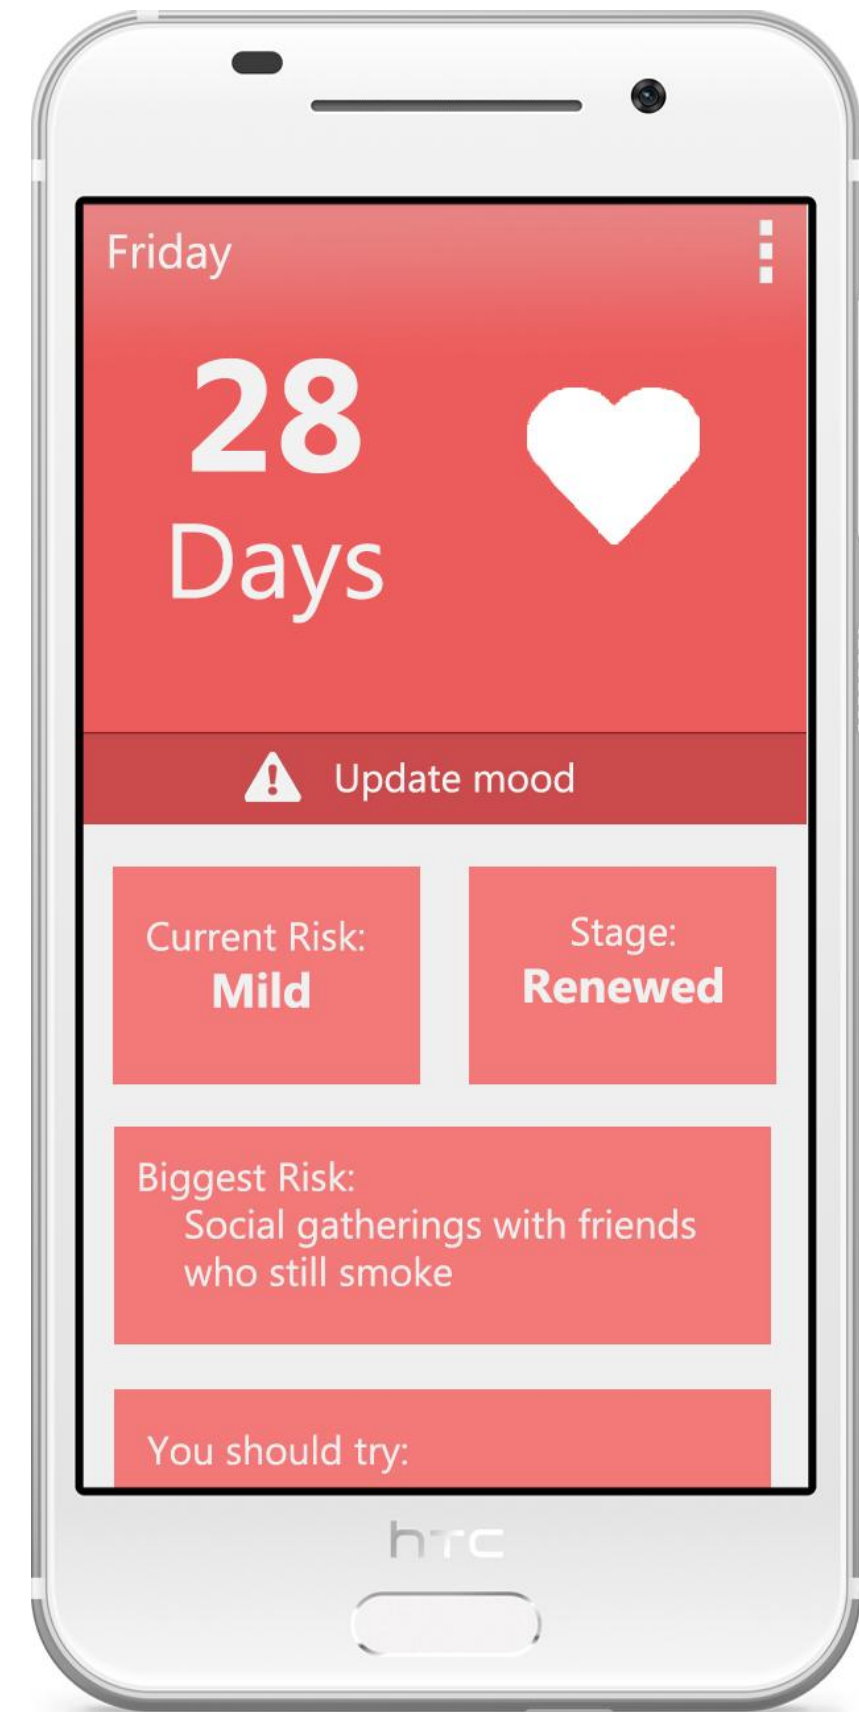 Friday
28
Days
Update mood
Current Risk:
Mild
Stage:
Renewed
Biggest Risk:
Social gatherings with friends
who still smoke
You should try:
htc